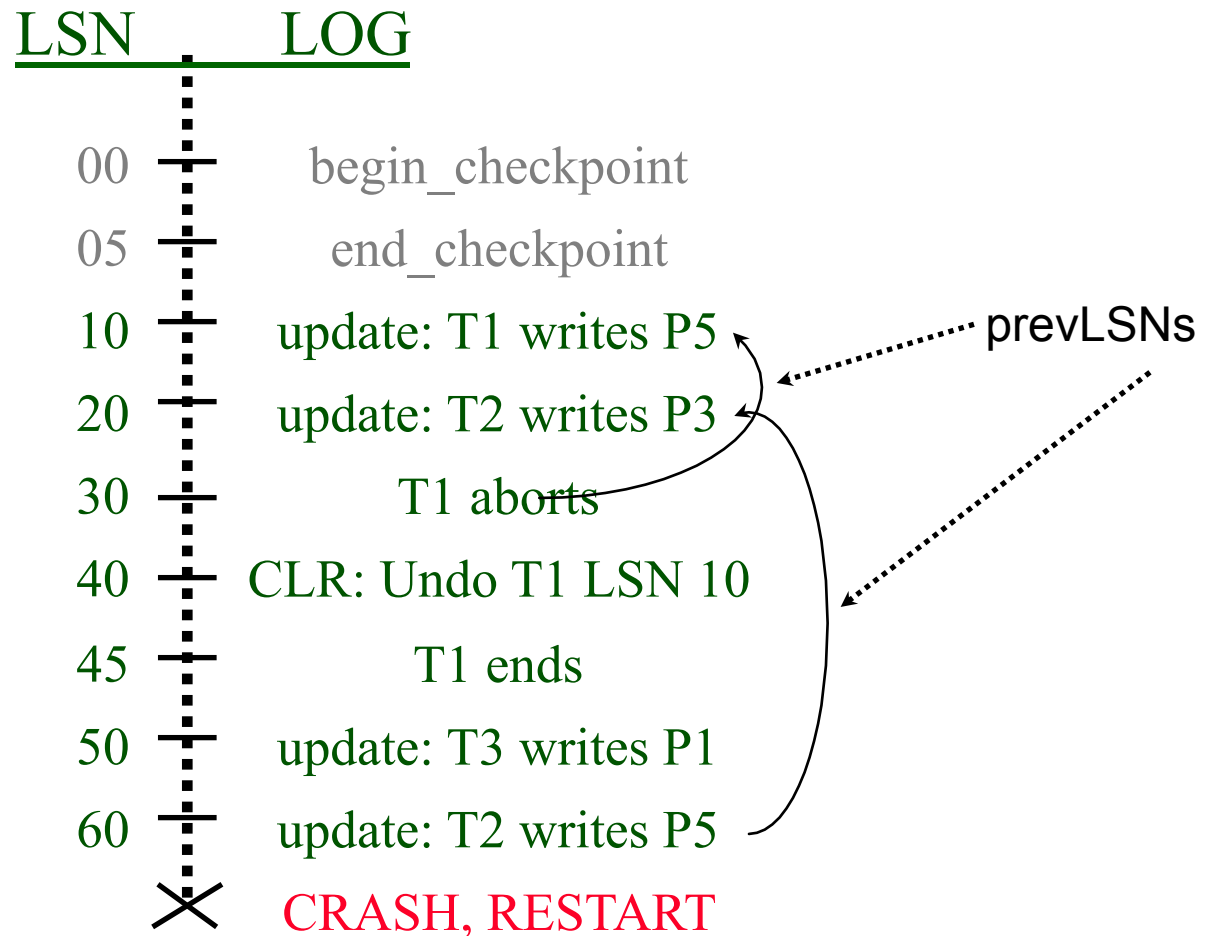 LSN LOG
00 begin_checkpoint
05 end_checkpoint
10 update: T1 writes P5
prevLSNs
20 update: T2 writes P3
30 T1 aborts
40 CLR: Undo T1 LSN 10
45 T1 ends
50 update: T3 writes P1
60 update: T2 writes P5
CRASH, RESTART